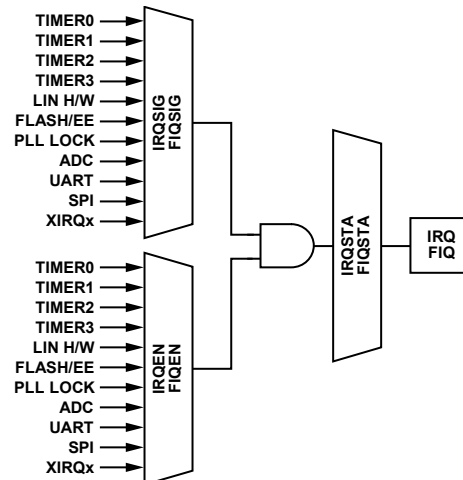 TIMER0
TIMER1
TIMER2
TIMER3
LIN H/W
FLASH/EE
PLL LOCK
ADC
UART
SPI
XIRQx
IRQSIG
FIQSIG
TIMER0
TIMER1
TIMER2
TIMER3
LIN H/W
FLASH/EE
PLL LOCK
ADC
UART
SPI
XIRQx
IRQEN
FIQEN
IRQSTA
FIQSTA
IRQ
FIQ